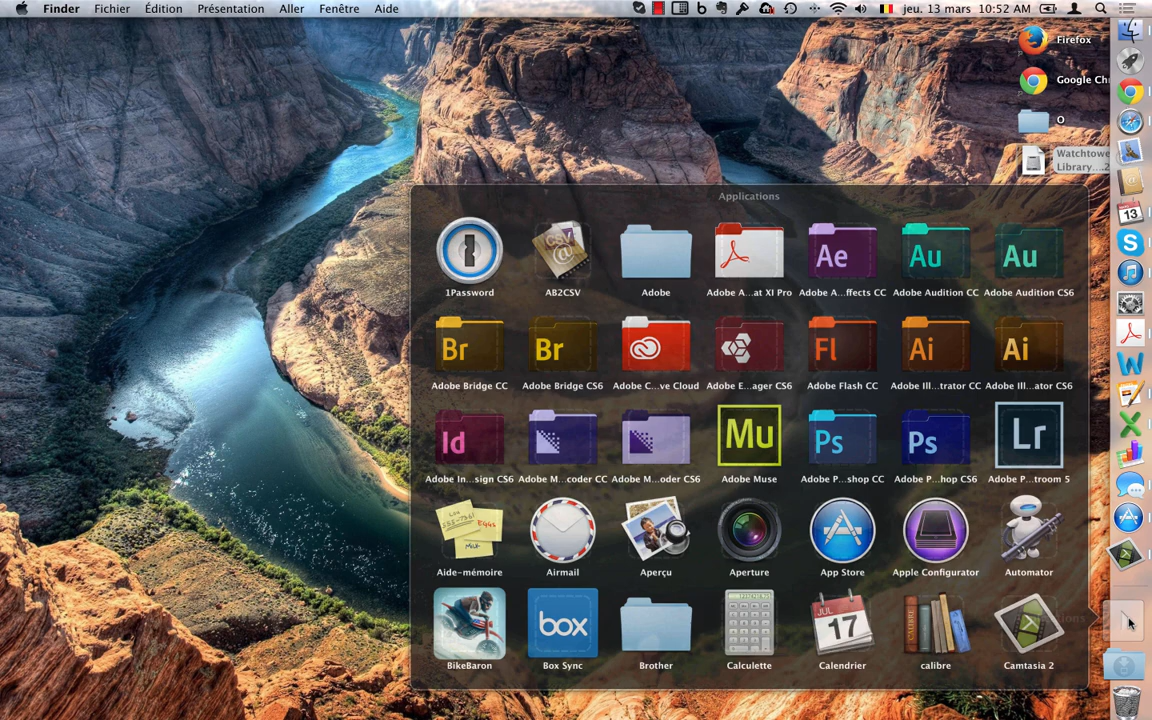 Finder Fichier Édition Présentation Aller Fenêtre Aide jeu. 13 mars 10:52 AM
Firefox
Google Chr
O
Watchtowe
Library...2
Applications
1Password AB2CSV Adobe Adobe A...at XI Pro Adobe A...ffects CC Adobe Audition CC Adobe Audition CS6
Ae Au Au
Br Br Fl Ai Ai
Adobe Bridge CC Adobe Bridge CS6 Adobe C...ve Cloud Adobe E...ager CS6 Adobe Flash CC Adobe Ill...trator CC Adobe Ill...ator CS6
Id Mu Ps Ps Lr
Adobe In...sign CS6 Adobe M...coder CC Adobe M...oder CS6 Adobe Muse Adobe P...shop CC Adobe P...hop CS6 Adobe P...troom 5
EGGS
MILK
Aide-mémoire Airmail Aperçu Aperture App Store Apple Configurator Automator
box JUL 17
BikeBaron Box Sync Brother Calculette Calendrier calibre Camtasia 2
13